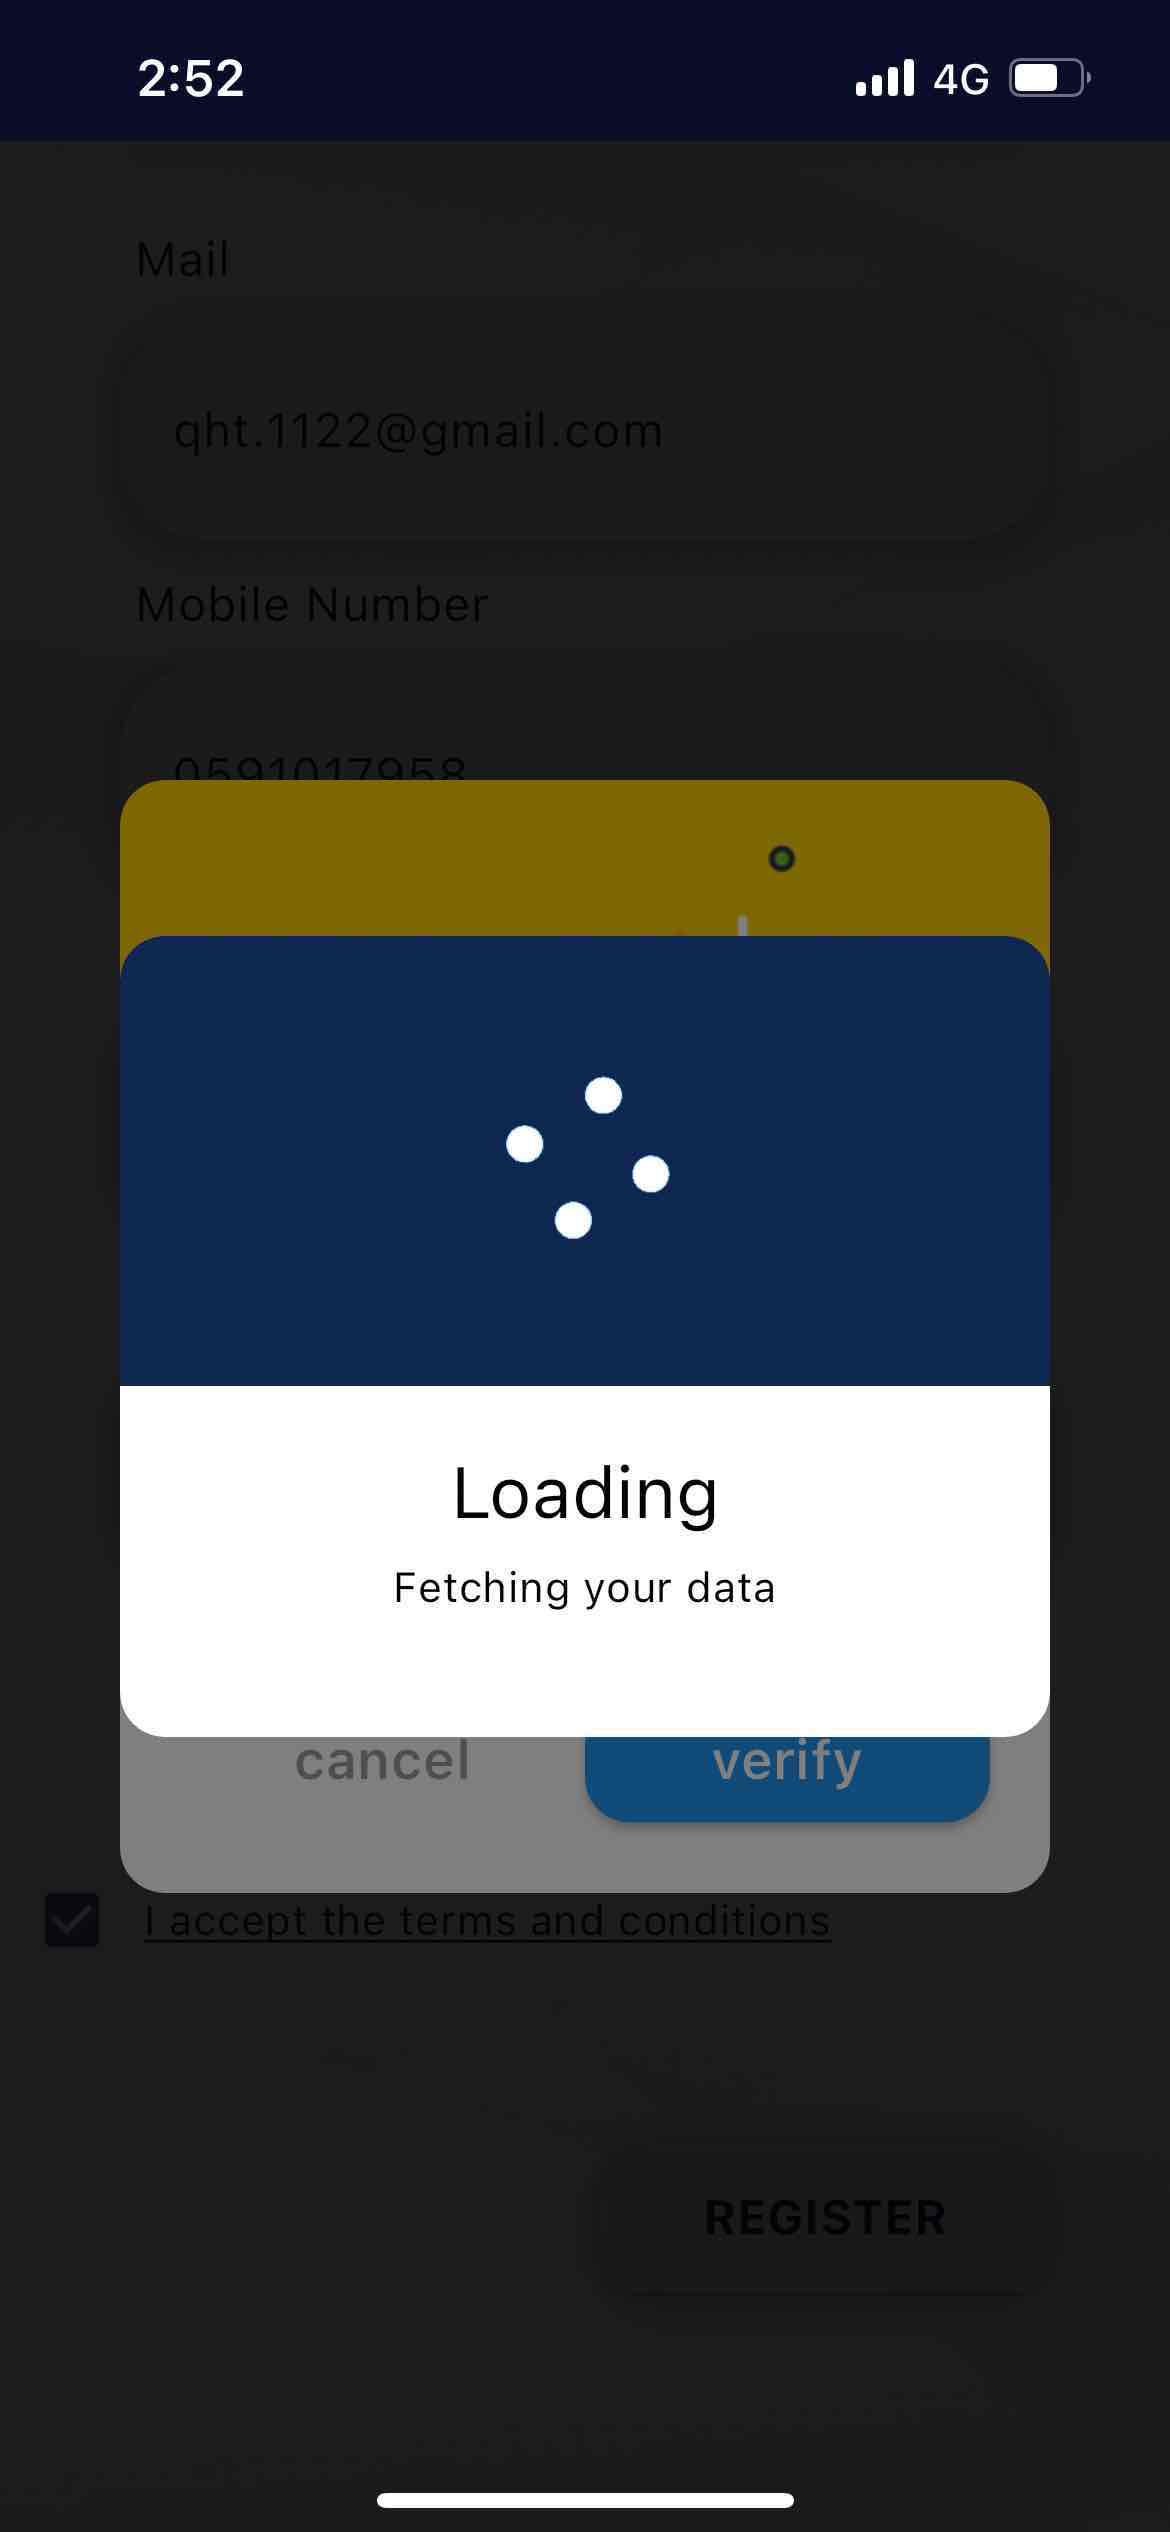 2:52
4G
Mail
qht.1122@gmail.com
Mobile Number
0591017958
Loading
Fetching your data
cancel
verify
I accept the terms and conditions
REGISTER